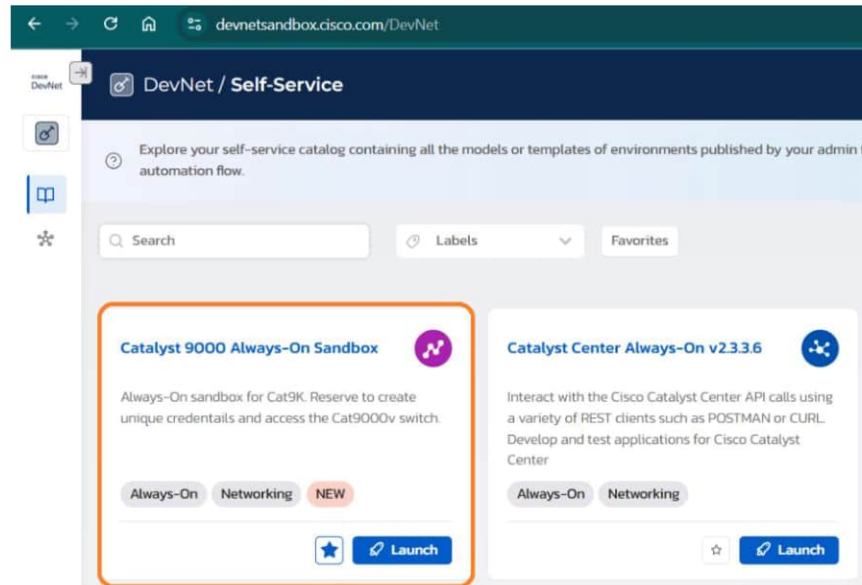 devnetsandbox.cisco.com/DevNet
CISCO
DevNet
DevNet / Self-Service
Explore your self-service catalog containing all the models or templates of environments published by your admin
automation flow.
Search
Labels
Favorites
Catalyst 9000 Always-On Sandbox
Always-On sandbox for Cat9K. Reserve to create
unique credentails and access the Cat9000v switch.
Always-On Networking NEW
Launch
Catalyst Center Always-On v2.3.3.6
Interact with the Cisco Catalyst Center API calls using
a variety of REST clients such as POSTMAN or CURL.
Develop and test applications for Cisco Catalyst
Center
Always-On Networking
Launch